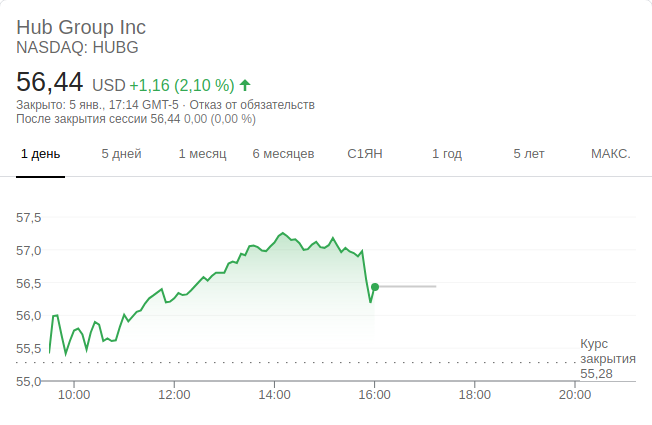 Hub Group Inc
NASDAQ: HUBG
56,44 USD +1,16 (2,10 %)
Закрыто: 5 янв., 17:14 GMT-5 · Отказ от обязательств
После закрытия сессии 56,44 0,00 (0,00 %)
1 день 5 дней 1 месяц 6 месяцев С1ЯН 1 год 5 лет МАКС.
57,5
57,0
56,5
56,0
55,5
55,0
Курс
закрытия
55,28
10:00 12:00 14:00 16:00 18:00 20:00